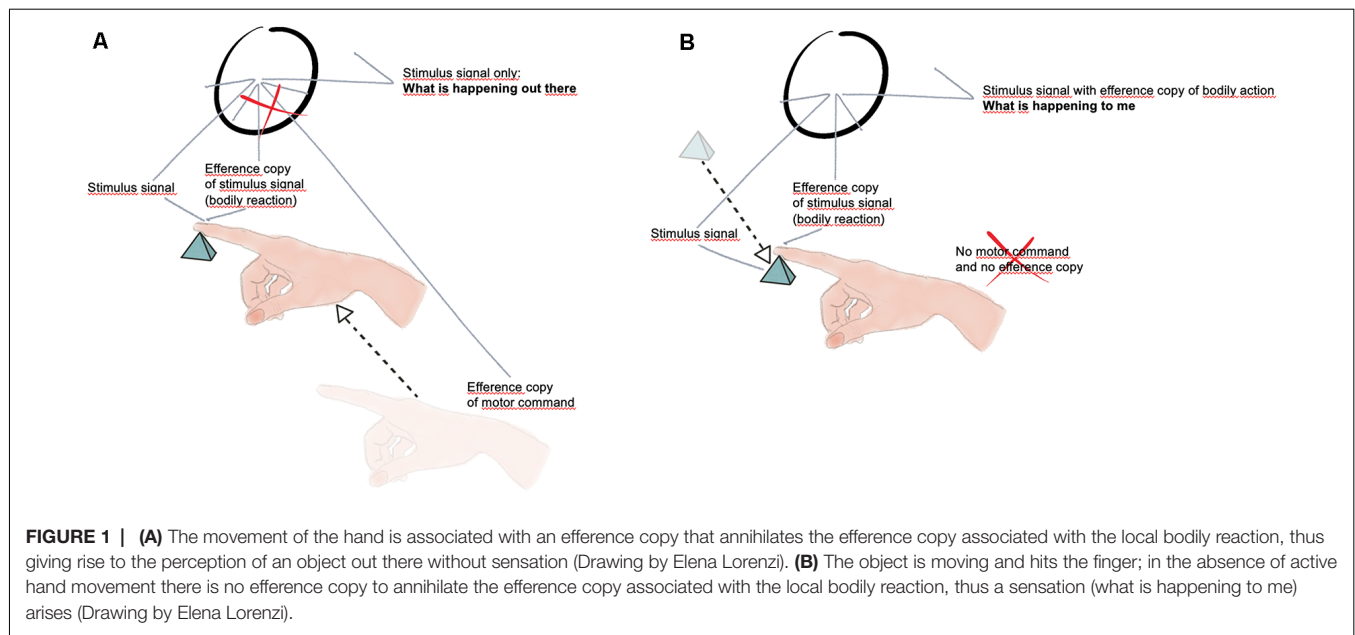 A
Stimulus signal only:
What is happening out there
Efference copy
of stimulus signal
(bodily reaction)
Stimulus signal
Efference copy
of motor command
B
Stimulus signal with efference copy of bodily action
What is happening to me
Efference copy
of stimulus signal
(bodily reaction)
Stimulus signal
No motor command
and no efference copy
FIGURE 1 | (A) The movement of the hand is associated with an efference copy that annihilates the efference copy associated with the local bodily reaction, thus
giving rise to the perception of an object out there without sensation (Drawing by Elena Lorenzi). (B) The object is moving and hits the finger; in the absence of active
hand movement there is no efference copy to annihilate the efference copy associated with the local bodily reaction, thus a sensation (what is happening to me)
arises (Drawing by Elena Lorenzi).